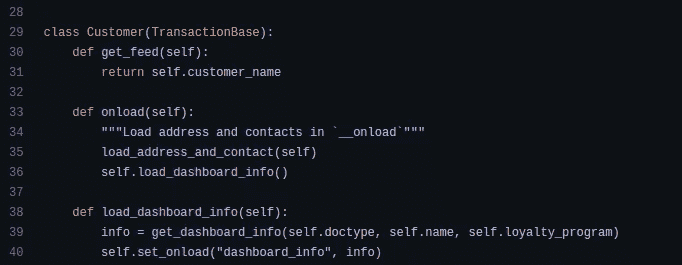 28
29 class Customer(TransactionBase):
30     def get_feed(self):
31         return self.customer_name
32
33     def onload(self):
34         """Load address and contacts in `__onload`"""
35         load_address_and_contact(self)
36         self.load_dashboard_info()
37
38     def load_dashboard_info(self):
39         info = get_dashboard_info(self.doctype, self.name, self.loyalty_program)
40         self.set_onload("dashboard_info", info)